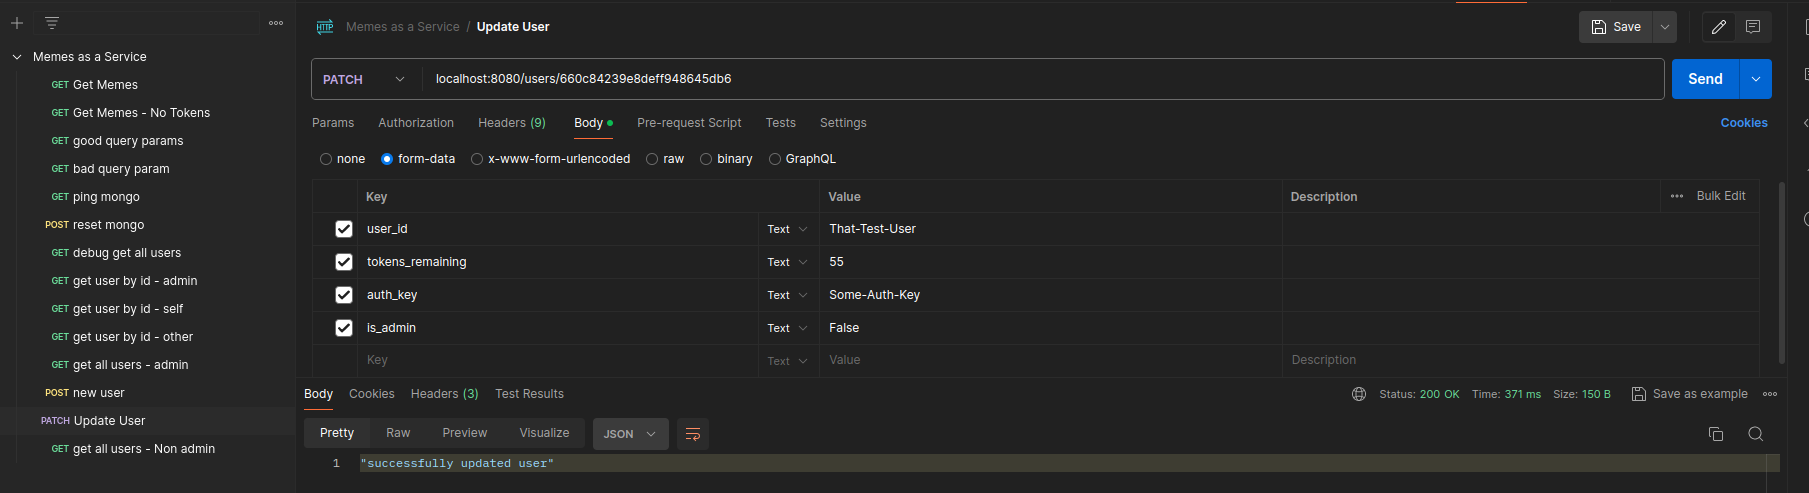 Memes as a Service
GET Get Memes
GET Get Memes - No Tokens
GET good query params
GET bad query param
GET ping mongo
POST reset mongo
GET debug get all users
GET get user by id - admin
GET get user by id - self
GET get user by id - other
GET get all users - admin
POST new user
PATCH Update User
GET get all users - Non admin
HTTP Memes as a Service / Update User
Save
PATCH localhost:8080/users/660c84239e8deff948645db6 Send
Params Authorization Headers (9) Body Pre-request Script Tests Settings Cookies
none form-data x-www-form-urlencoded raw binary GraphQL
Key Value Description Bulk Edit
user_id Text That-Test-User
tokens_remaining Text 55
auth_key Text Some-Auth-Key
is_admin Text False
Key Text Value Description
Body Cookies Headers (3) Test Results Status: 200 OK Time: 371 ms Size: 150 B Save as example
Pretty Raw Preview Visualize JSON
1 "successfully updated user"